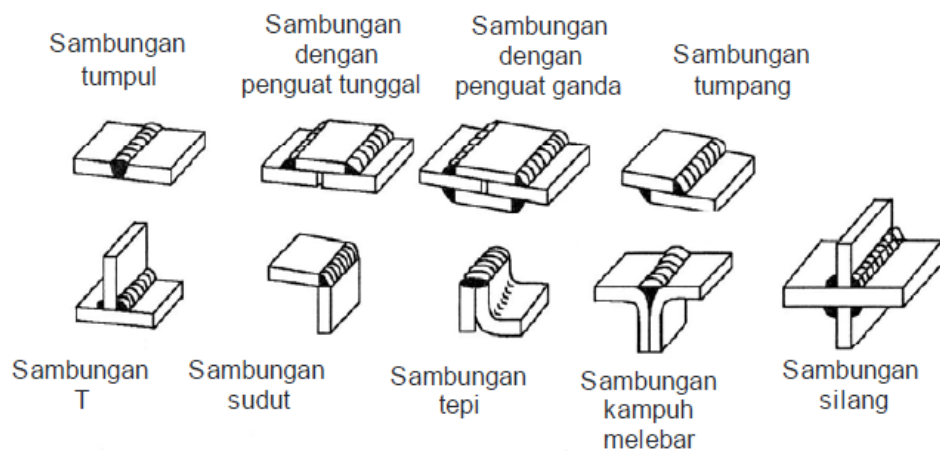 Sambungan
tumpul
Sambungan
dengan
penguat tunggal
Sambungan
dengan
penguat ganda
Sambungan
tumpang
Sambungan
T
Sambungan
sudut
Sambungan
tepi
Sambungan
kampuh
melebar
Sambungan
silang